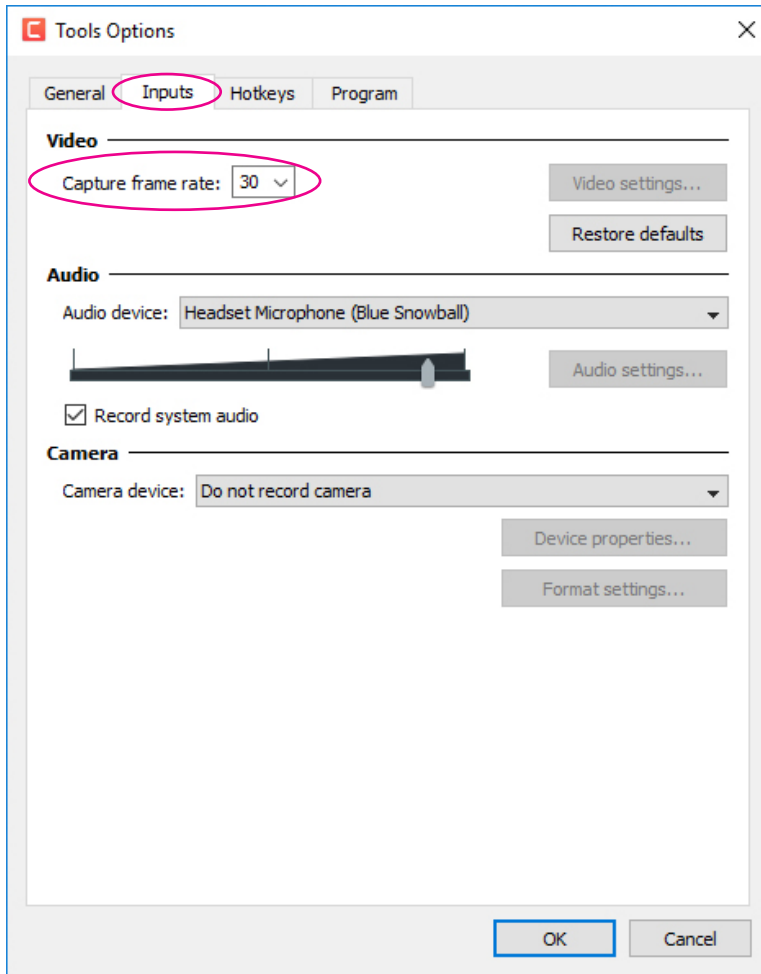 Tools Options
General Inputs Hotkeys Program
Video
Capture frame rate: 30 Video settings...
Restore defaults
Audio
Audio device: Headset Microphone (Blue Snowball)
Audio settings...
Record system audio
Camera
Camera device: Do not record camera
Device properties...
Format settings...
OK Cancel